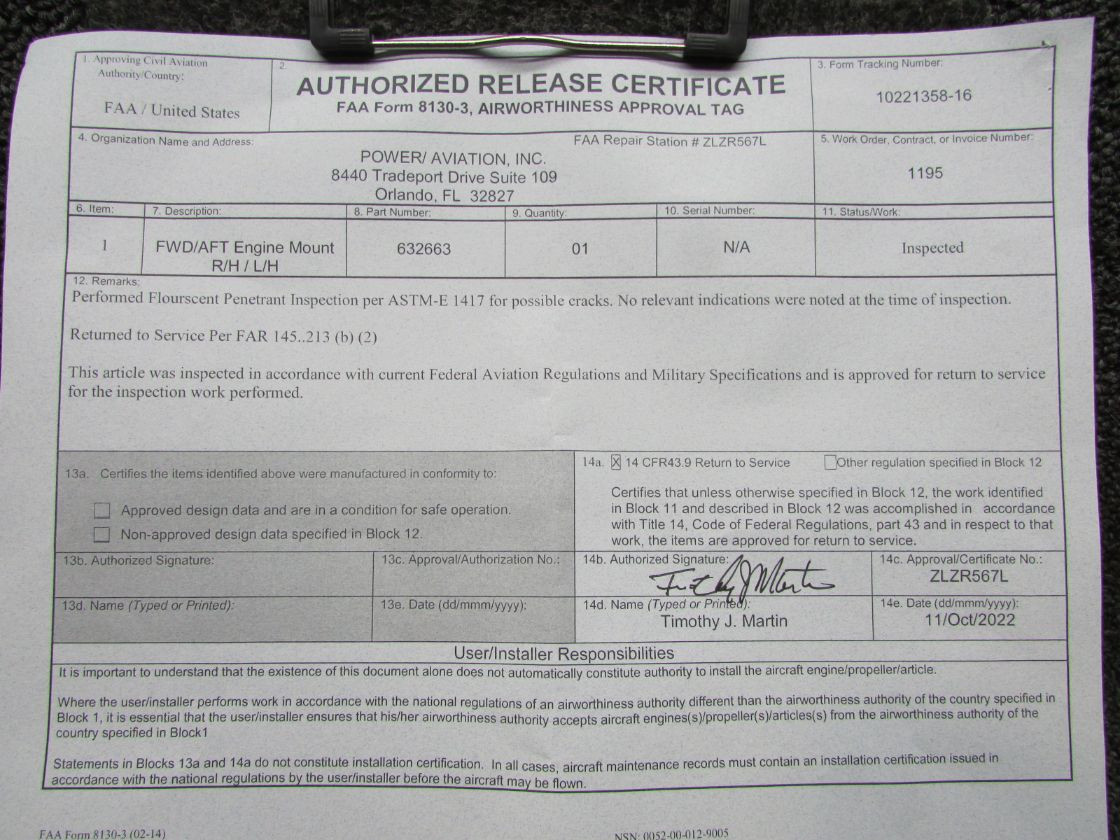 1. Approving Civil Aviation
Authority/Country:
FAA / United States
2.
AUTHORIZED RELEASE CERTIFICATE
FAA Form 8130-3, AIRWORTHINESS APPROVAL TAG
3. Form Tracking Number:
10221358-16
4. Organization Name and Address:
FAA Repair Station # ZLZR567L
POWER/ AVIATION, INC.
8440 Tradeport Drive Suite 109
Orlando, FL 32827
5. Work Order, Contract, or Invoice Number:
1195
6. Item:
7. Description:
8. Part Number:
9. Quantity:
10. Serial Number:
11. Status/Work:
1
FWD/AFT Engine Mount
R/H / L/H
632663
01
N/A
Inspected
12. Remarks:
Performed Flourscent Penetrant Inspection per ASTM-E 1417 for possible cracks. No relevant indications were noted at the time of inspection.
Returned to Service Per FAR 145..213 (b) (2)
This article was inspected in accordance with current Federal Aviation Regulations and Military Specifications and is approved for return to service
for the inspection work performed.
13a. Certifies the items identified above were manufactured in conformity to:
Approved design data and are in a condition for safe operation.
Non-approved design data specified in Block 12.
14a. X 14 CFR43.9 Return to Service
Other regulation specified in Block 12
Certifies that unless otherwise specified in Block 12, the work identified
in Block 11 and described in Block 12 was accomplished in accordance
with Title 14, Code of Federal Regulations, part 43 and in respect to that
work, the items are approved for return to service.
13b. Authorized Signature:
13c. Approval/Authorization No.:
14b. Authorized Signature:
Timothy J Martin
14c. Approval/Certificate No.:
ZLZR567L
13d. Name (Typed or Printed):
13e. Date (dd/mmm/yyyy):
14d. Name (Typed or Printed):
Timothy J. Martin
14e. Date (dd/mmm/yyyy):
11/Oct/2022
User/Installer Responsibilities
It is important to understand that the existence of this document alone does not automatically constitute authority to install the aircraft engine/propeller/article.
Where the user/installer performs work in accordance with the national regulations of an airworthiness authority different than the airworthiness authority of the country specified in
Block 1, it is essential that the user/installer ensures that his/her airworthiness authority accepts aircraft engines(s)/propeller(s)/articles(s) from the airworthiness authority of the
country specified in Block1
Statements in Blocks 13a and 14a do not constitute installation certification. In all cases, aircraft maintenance records must contain an installation certification issued in
accordance with the national regulations by the user/installer before the aircraft may be flown.
FAA Form 8130-3 (02-14)
NSN: 0052-00-012-9005